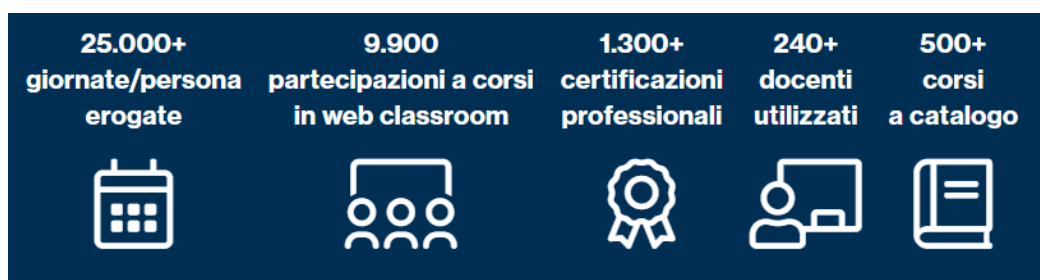 25.000+
giornate/persona
erogate
9.900
partecipazioni a corsi
in web classroom
1.300+
certificazioni
professionali
240+
docenti
utilizzati
500+
corsi
a catalogo